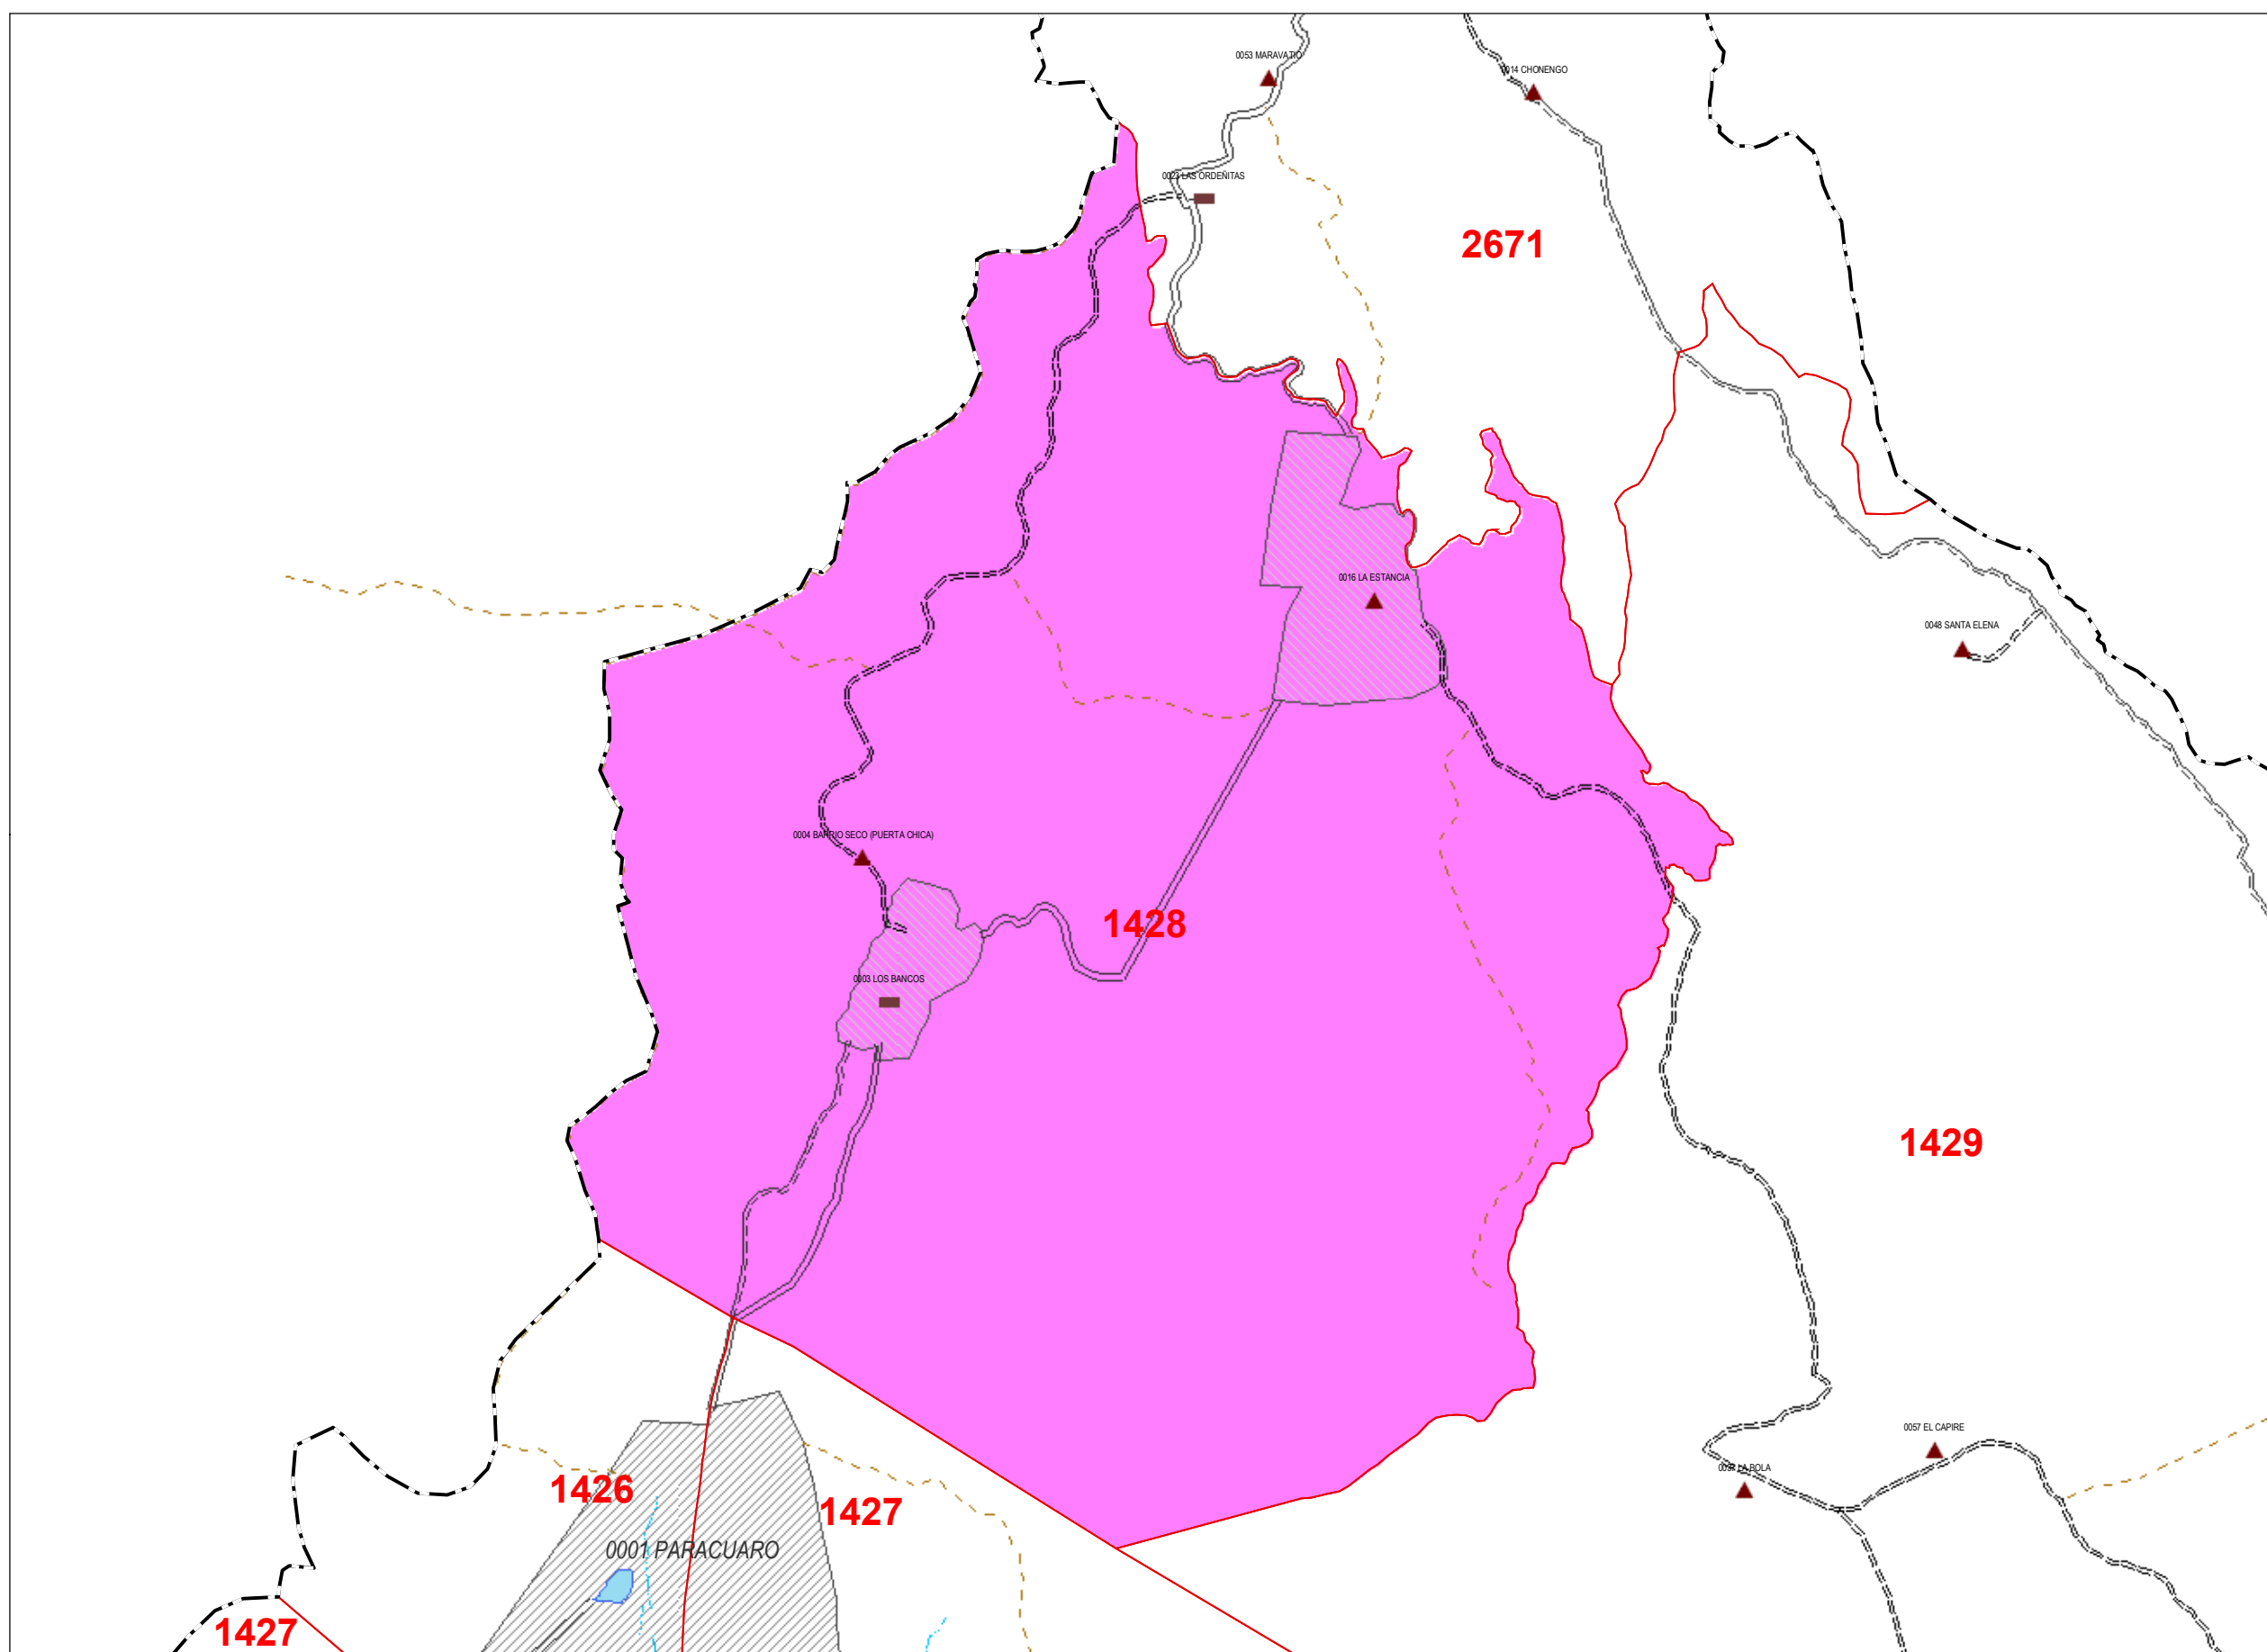 0053 MARAVATIO
0014 CHONENGO
0023 LAS ORDEÑITAS
2671
0016 LA ESTANCIA
0048 SANTA ELENA
0004 BARRIO SECO (PUERTA CHICA)
1428
0003 LOS BANCOS
1429
0057 EL CAPIRE
LA BOLA
1426
1427
0001 PARACUARO
1427